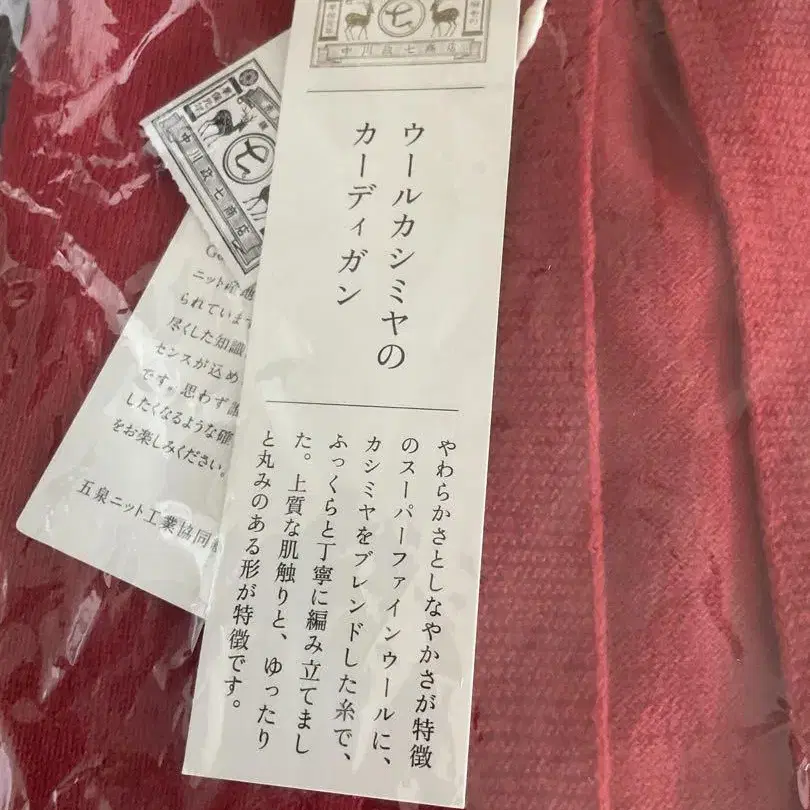 七
中川政七商店
ウールカシミヤの
カーディガン
やわらかさとしなやかさが特徴
のスーパーファインウールに、
カシミヤをブレンドした糸で、
ふっくらと丁寧に編み立てまし
た。上質な肌触りと、ゆったり
と丸みのある形が特徴です。
七
中川政七商店
ニット産地
られています
尽くした知識
センスが込め
です。思わず
したくなるような
をお楽しみください。
五泉ニット工業協同